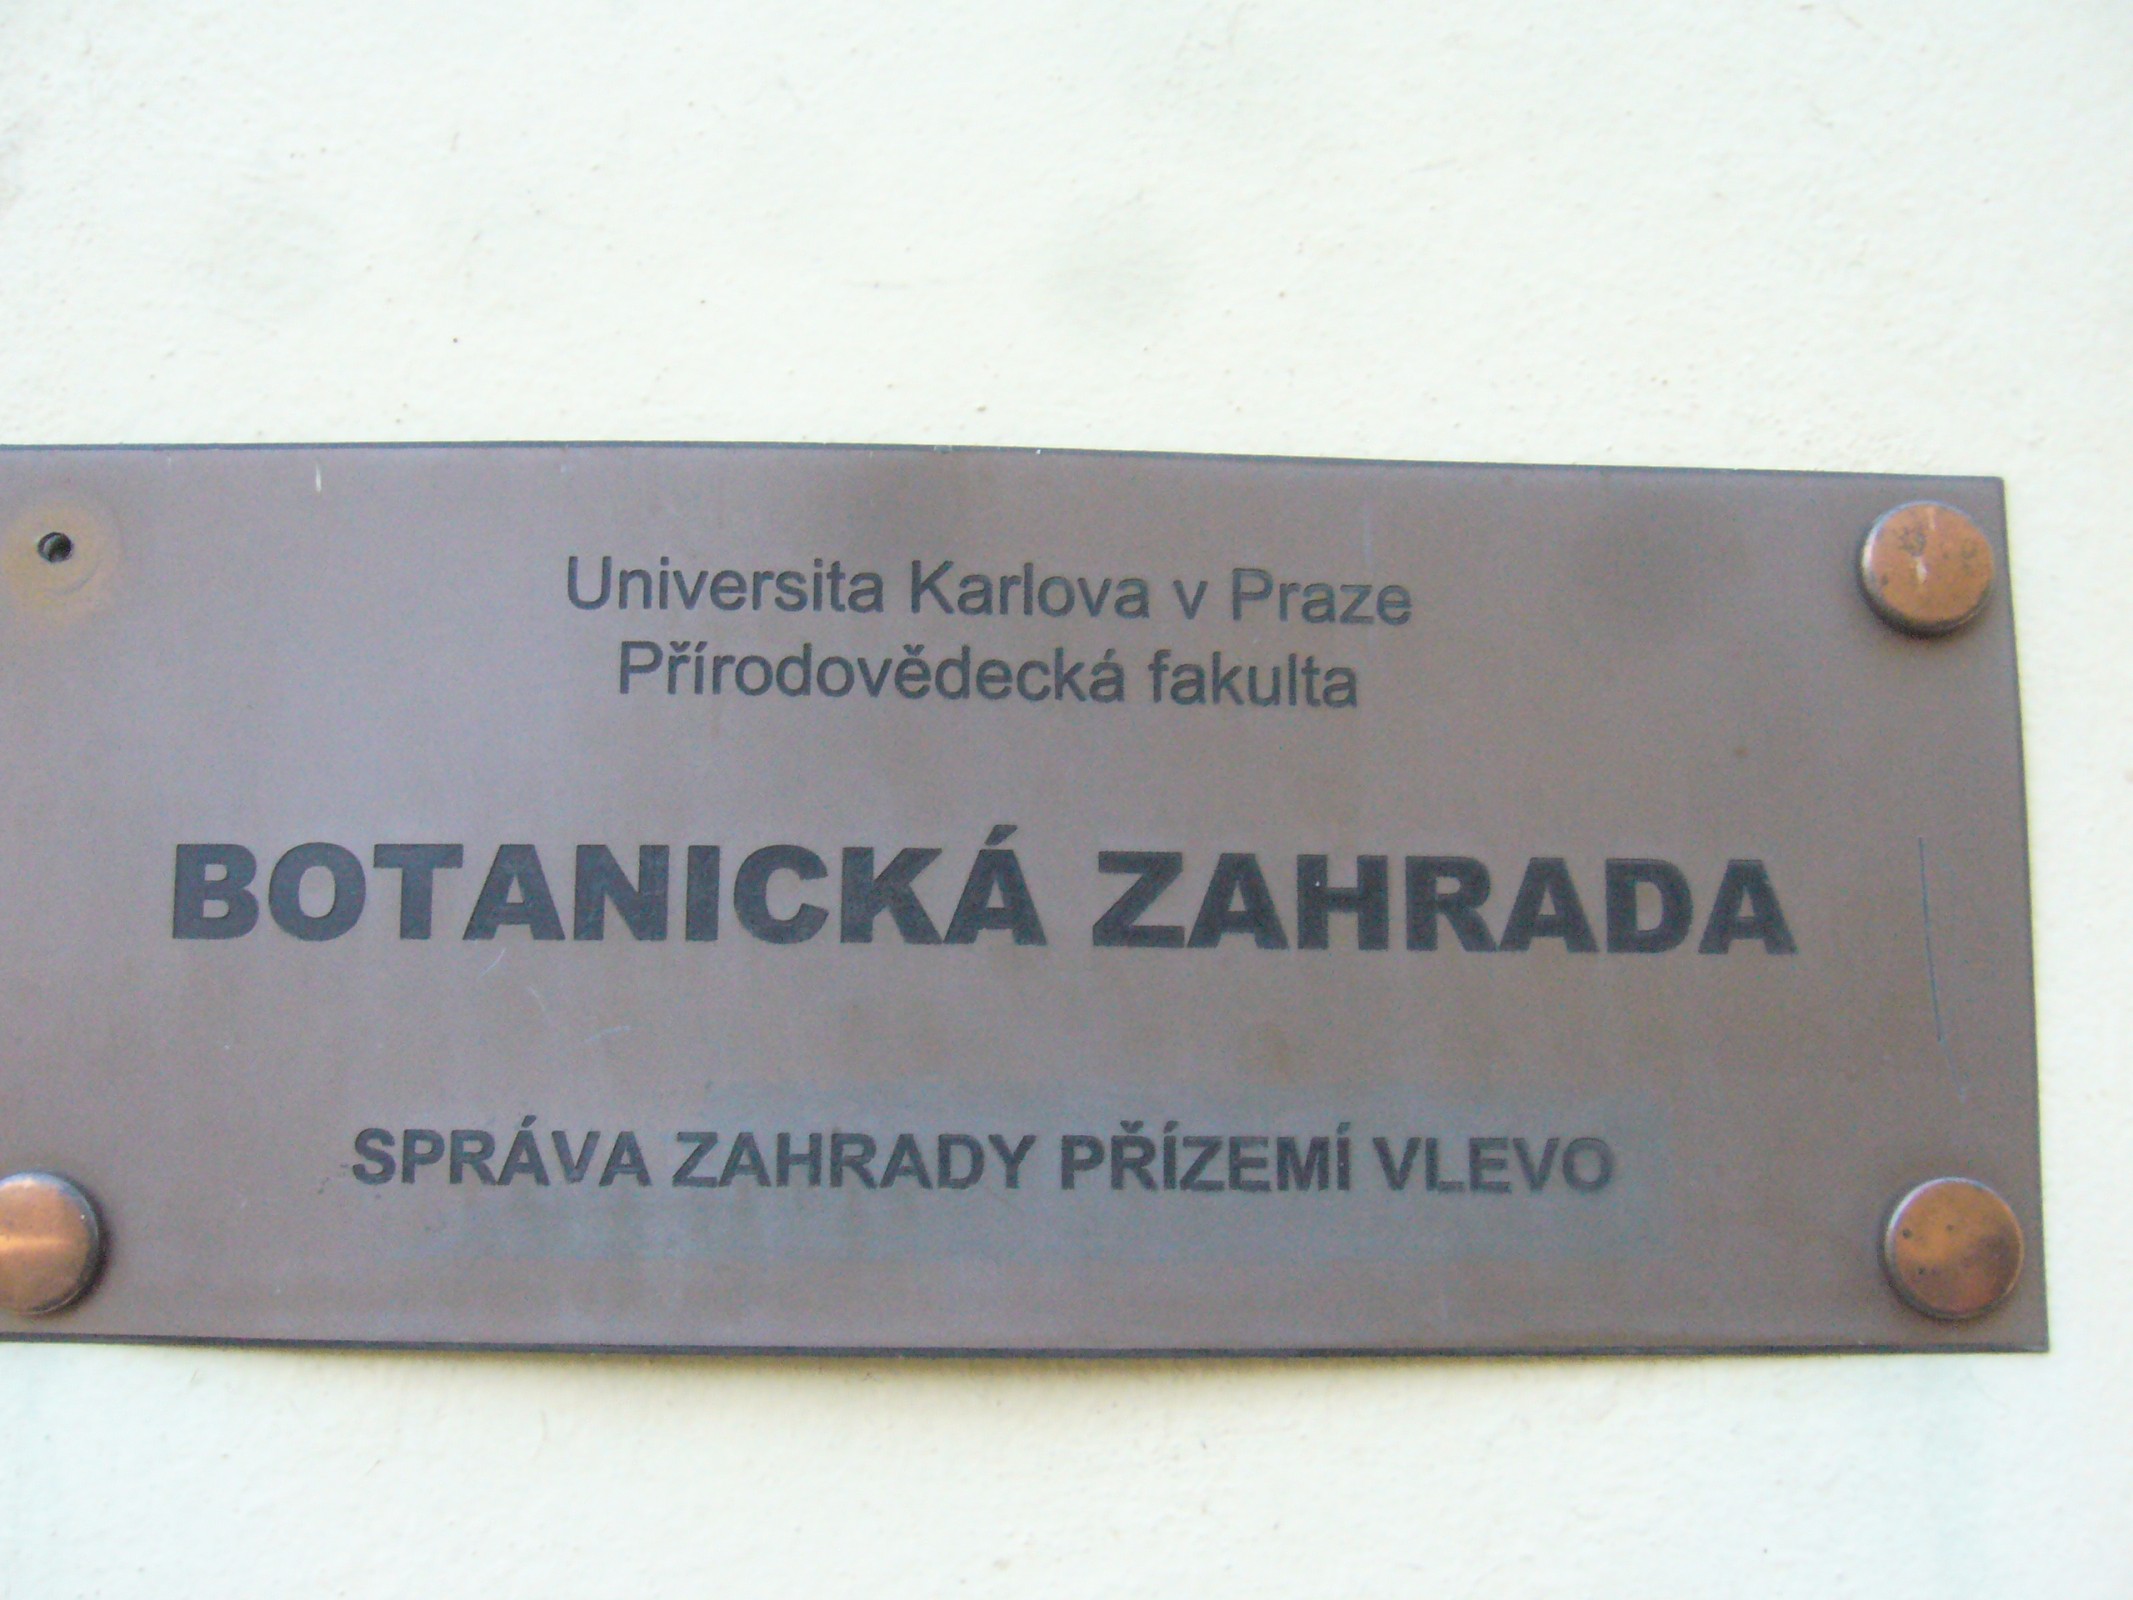 Universita Karlova v Praze
Přírodovědecká fakulta
BOTANICKÁ ZAHRADA
SPRÁVA ZAHRADY PŘÍZEMÍ VLEVO